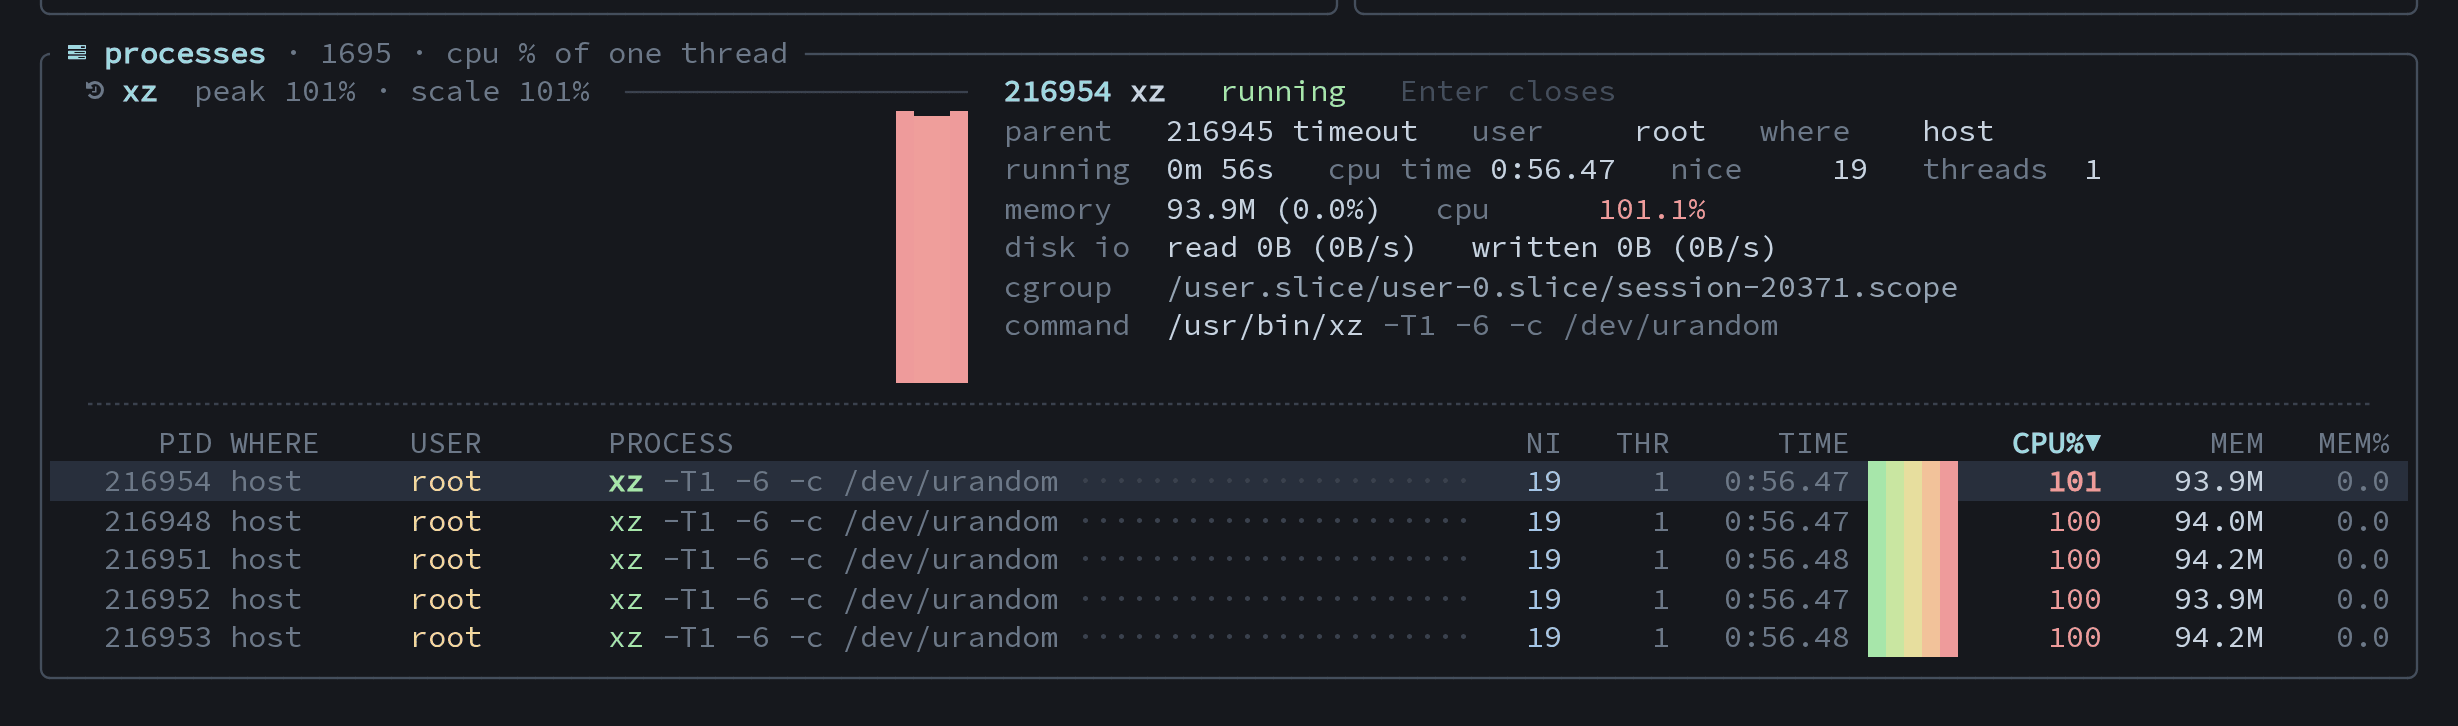 processes · 1695 · cpu % of one thread
xz peak 101% · scale 101%
216954 xz running Enter closes
parent 216945 timeout user root where host
running 0m 56s cpu time 0:56.47 nice 19 threads 1
memory 93.9M (0.0%) cpu 101.1%
disk io read 0B (0B/s) written 0B (0B/s)
cgroup /user.slice/user-0.slice/session-20371.scope
command /usr/bin/xz -T1 -6 -c /dev/urandom
PID WHERE USER PROCESS NI THR TIME CPU%▼ MEM MEM%
216954 host root xz -T1 -6 -c /dev/urandom 19 1 0:56.47 101 93.9M 0.0
216948 host root xz -T1 -6 -c /dev/urandom 19 1 0:56.47 100 94.0M 0.0
216951 host root xz -T1 -6 -c /dev/urandom 19 1 0:56.48 100 94.2M 0.0
216952 host root xz -T1 -6 -c /dev/urandom 19 1 0:56.47 100 93.9M 0.0
216953 host root xz -T1 -6 -c /dev/urandom 19 1 0:56.48 100 94.2M 0.0